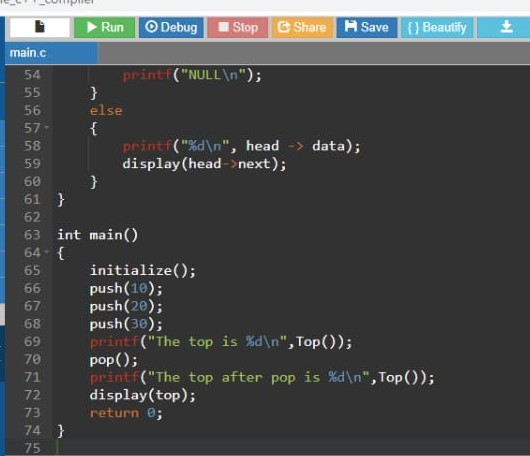 Run Debug Stop Share Save { } Beautify
main.c
54 printf("NULL\n");
55 }
56 else
57 {
58 printf("%d\n", head -> data);
59 display(head->next);
60 }
61 }
62
63 int main()
64 {
65 initialize();
66 push(10);
67 push(20);
68 push(30);
69 printf("The top is %d\n",Top());
70 pop();
71 printf("The top after pop is %d\n",Top());
72 display(top);
73 return 0;
74 }
75